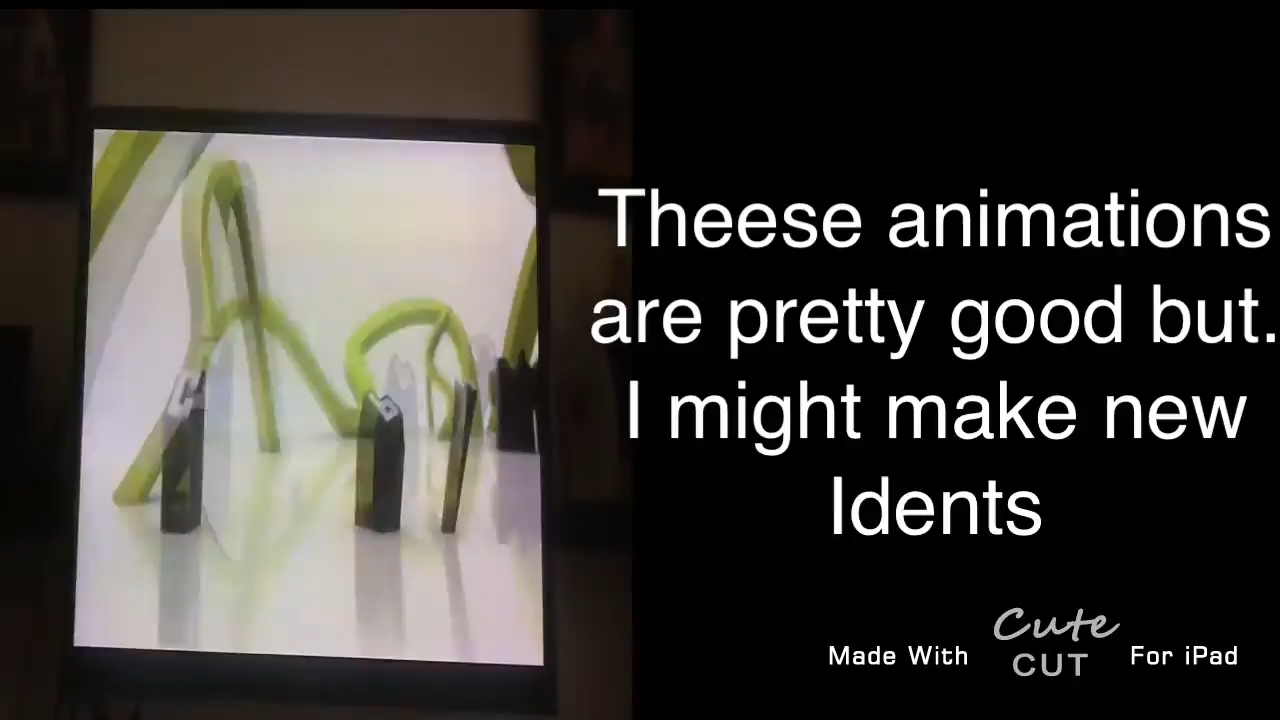 Theese animations
are pretty good but.
I might make new
Idents
Made With Cute CUT For iPad